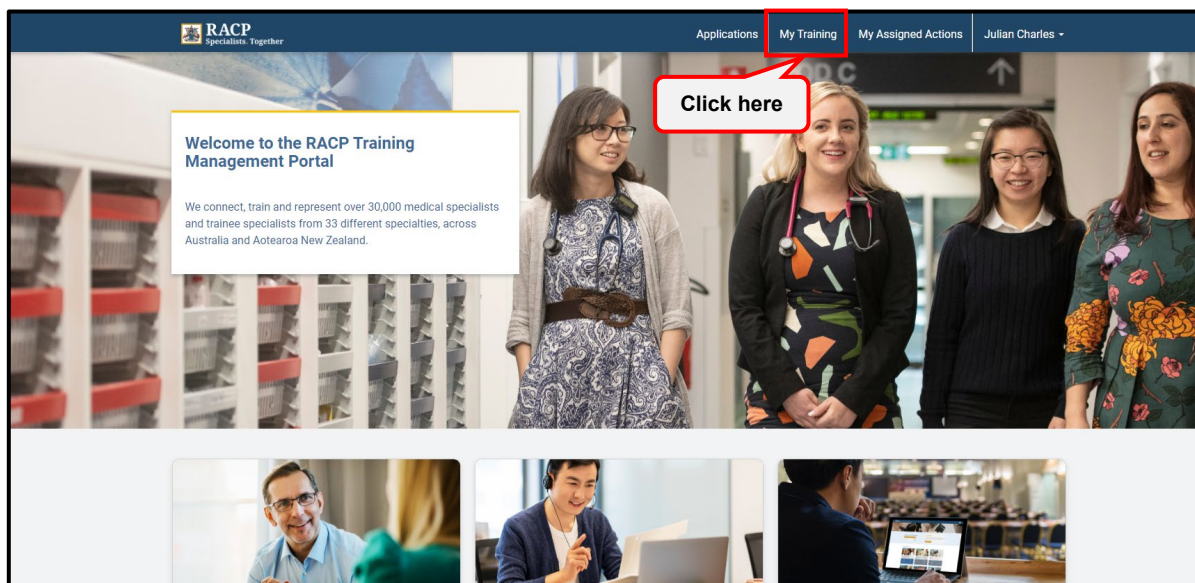 RACP
Specialists. Together
Applications My Training My Assigned Actions Julian Charles
Click here
Welcome to the RACP Training
Management Portal
We connect, train and represent over 30,000 medical specialists
and trainee specialists from 33 different specialties, across
Australia and Aotearoa New Zealand.